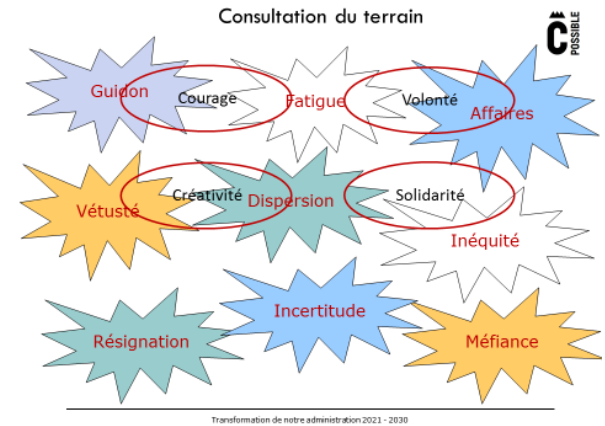 Consultation du terrain
Ĉ POSSIBLE
Guidon
Courage
Fatigue
Volonté
Affaires
Vétusté
Créativité
Dispersion
Solidarité
Inéquité
Résignation
Incertitude
Méfiance
Transformation de notre administration 2021 - 2030